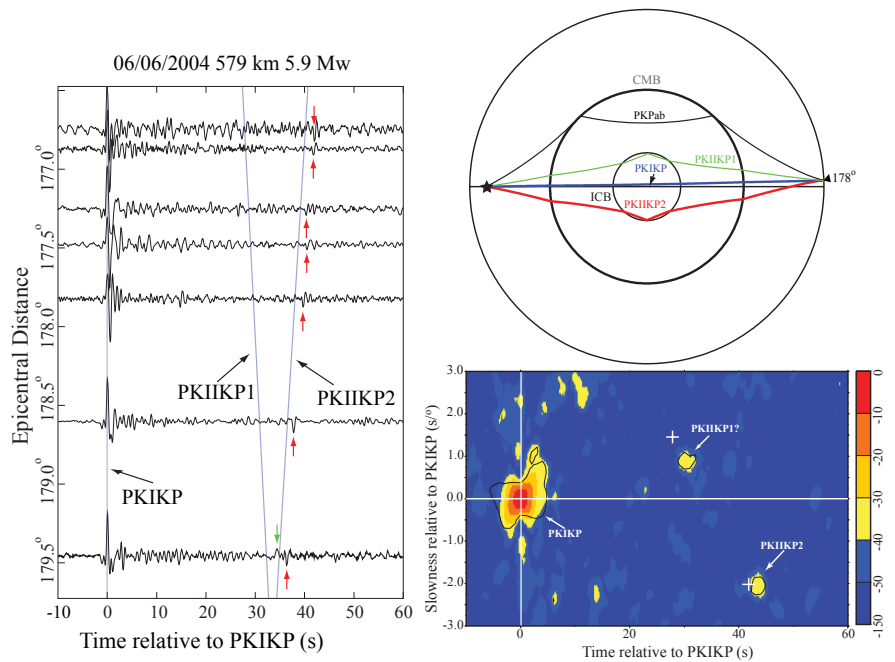 06/06/2004 579 km 5.9 Mw
Epicentral Distance
177.0°
177.5°
178.0°
178.5°
179.0°
179.5°
PKIIKP1
PKIIKP2
PKIKP
-10 0 10 20 30 40 50 60
Time relative to PKIKP (s)
CMB
PKPab
PKIIKP1
PKIKP
178°
ICB
PKIIKP2
Slowness relative to PKIKP (s/°)
3.0
2.0
1.0
0.0
-1.0
-2.0
-3.0
PKIIKP1?
PKIKP
PKIIKP2
0 20 40 60
Time relative to PKIKP (s)
0
-10
-20
-30
-40
-50
-150